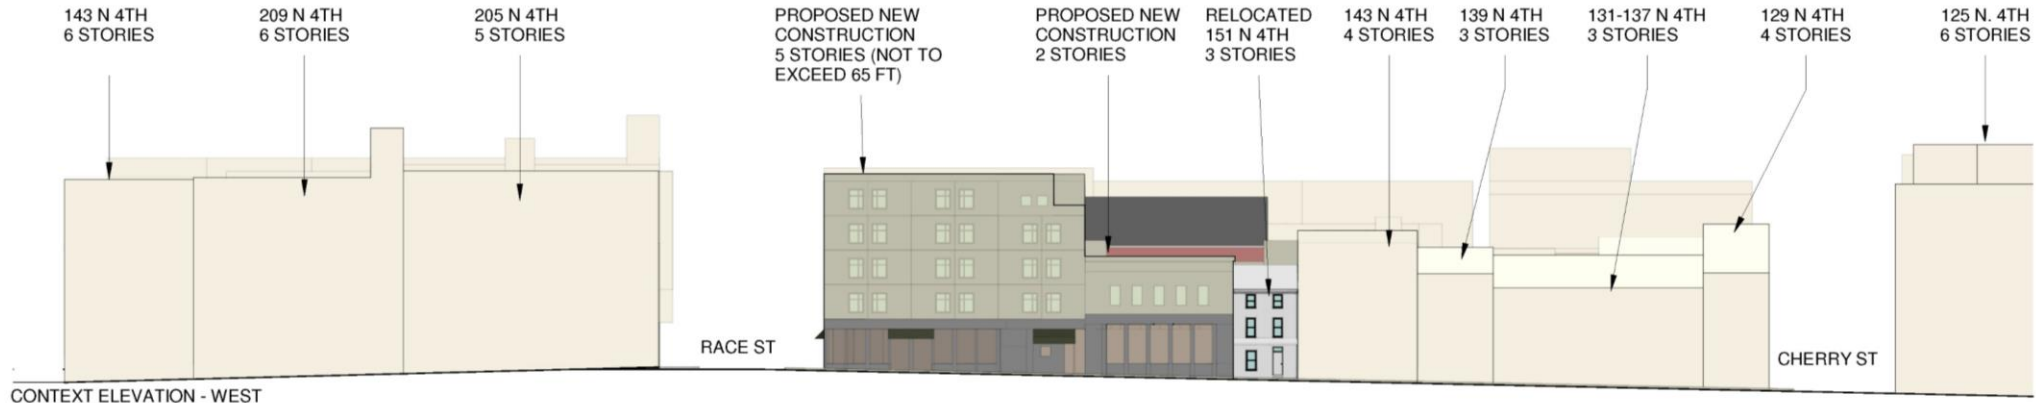 143 N 4TH
6 STORIES
209 N 4TH
6 STORIES
205 N 4TH
5 STORIES
PROPOSED NEW
CONSTRUCTION
5 STORIES (NOT TO
EXCEED 65 FT)
PROPOSED NEW
CONSTRUCTION
2 STORIES
RELOCATED
151 N 4TH
3 STORIES
143 N 4TH
4 STORIES
139 N 4TH
3 STORIES
131-137 N 4TH
3 STORIES
129 N 4TH
4 STORIES
125 N. 4TH
6 STORIES
RACE ST
CHERRY ST
CONTEXT ELEVATION - WEST